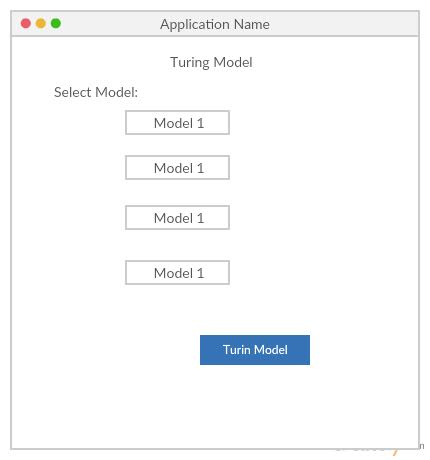 Application Name
Turing Model
Select Model:
Model 1
Model 1
Model 1
Model 1
Turin Model